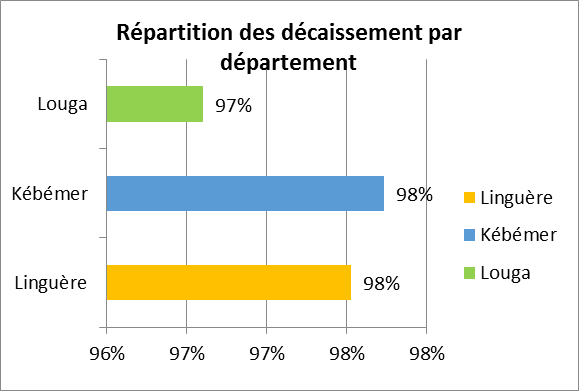 Répartition des décaissement par
département
Louga
97%
Kébémer
98%
Linguère
98%
Linguère
Kébémer
Louga
96%
97%
97%
98%
98%